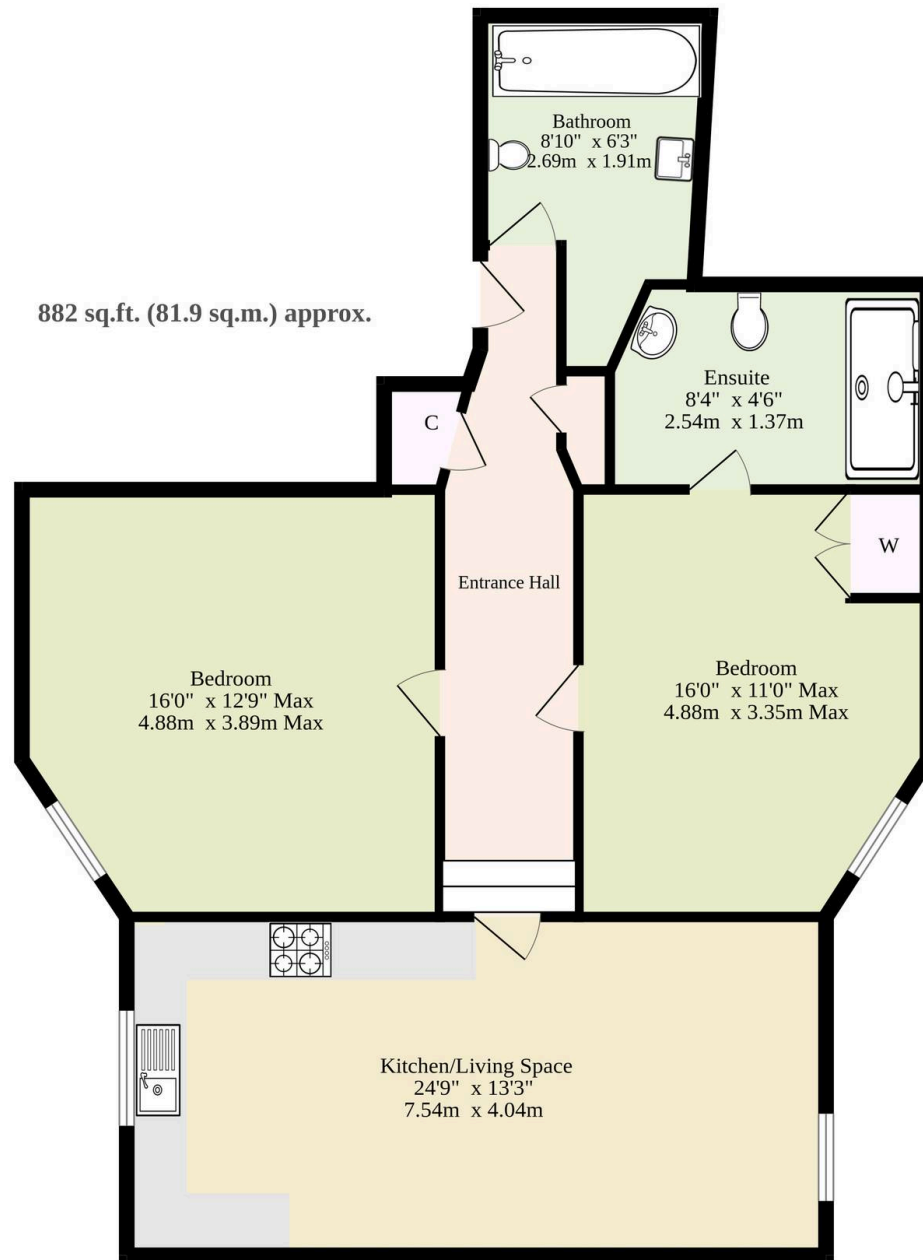 Bathroom
8'10" x 6'3"
2.69m x 1.91m
882 sq.ft. (81.9 sq.m.) approx.
Ensuite
8'4" x 4'6"
2.54m x 1.37m
C
W
Entrance Hall
Bedroom
16'0" x 12'9" Max
4.88m x 3.89m Max
Bedroom
16'0" x 11'0" Max
4.88m x 3.35m Max
Kitchen/Living Space
24'9" x 13'3"
7.54m x 4.04m